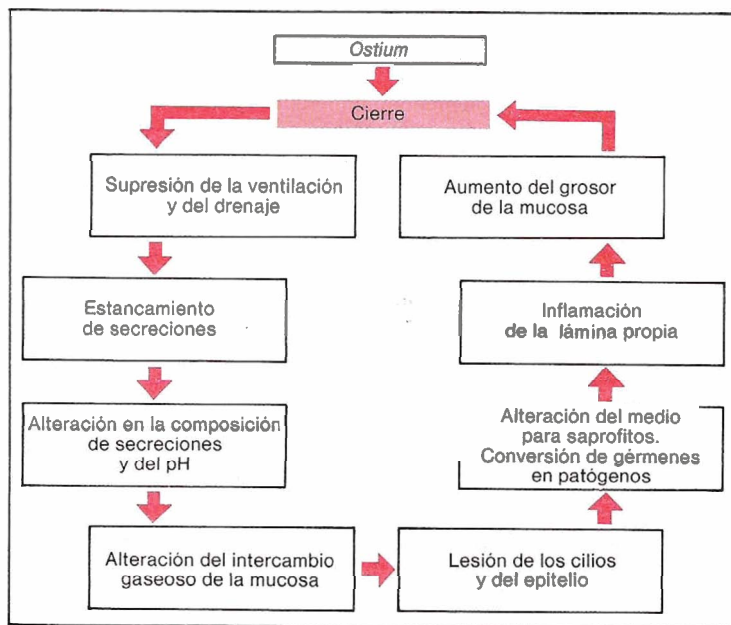 Ostium
Cierre
Supresión de la ventilación
y del drenaje
Estancamiento
de secreciones
Alteración en la composición
de secreciones
y del pH
Alteración del intercambio
gaseoso de la mucosa
Lesión de los cilios
y del epitelio
Alteración del medio
para saprofitos.
Conversión de gérmenes
en patógenos
Inflamación
de la lámina propia
Aumento del grosor
de la mucosa